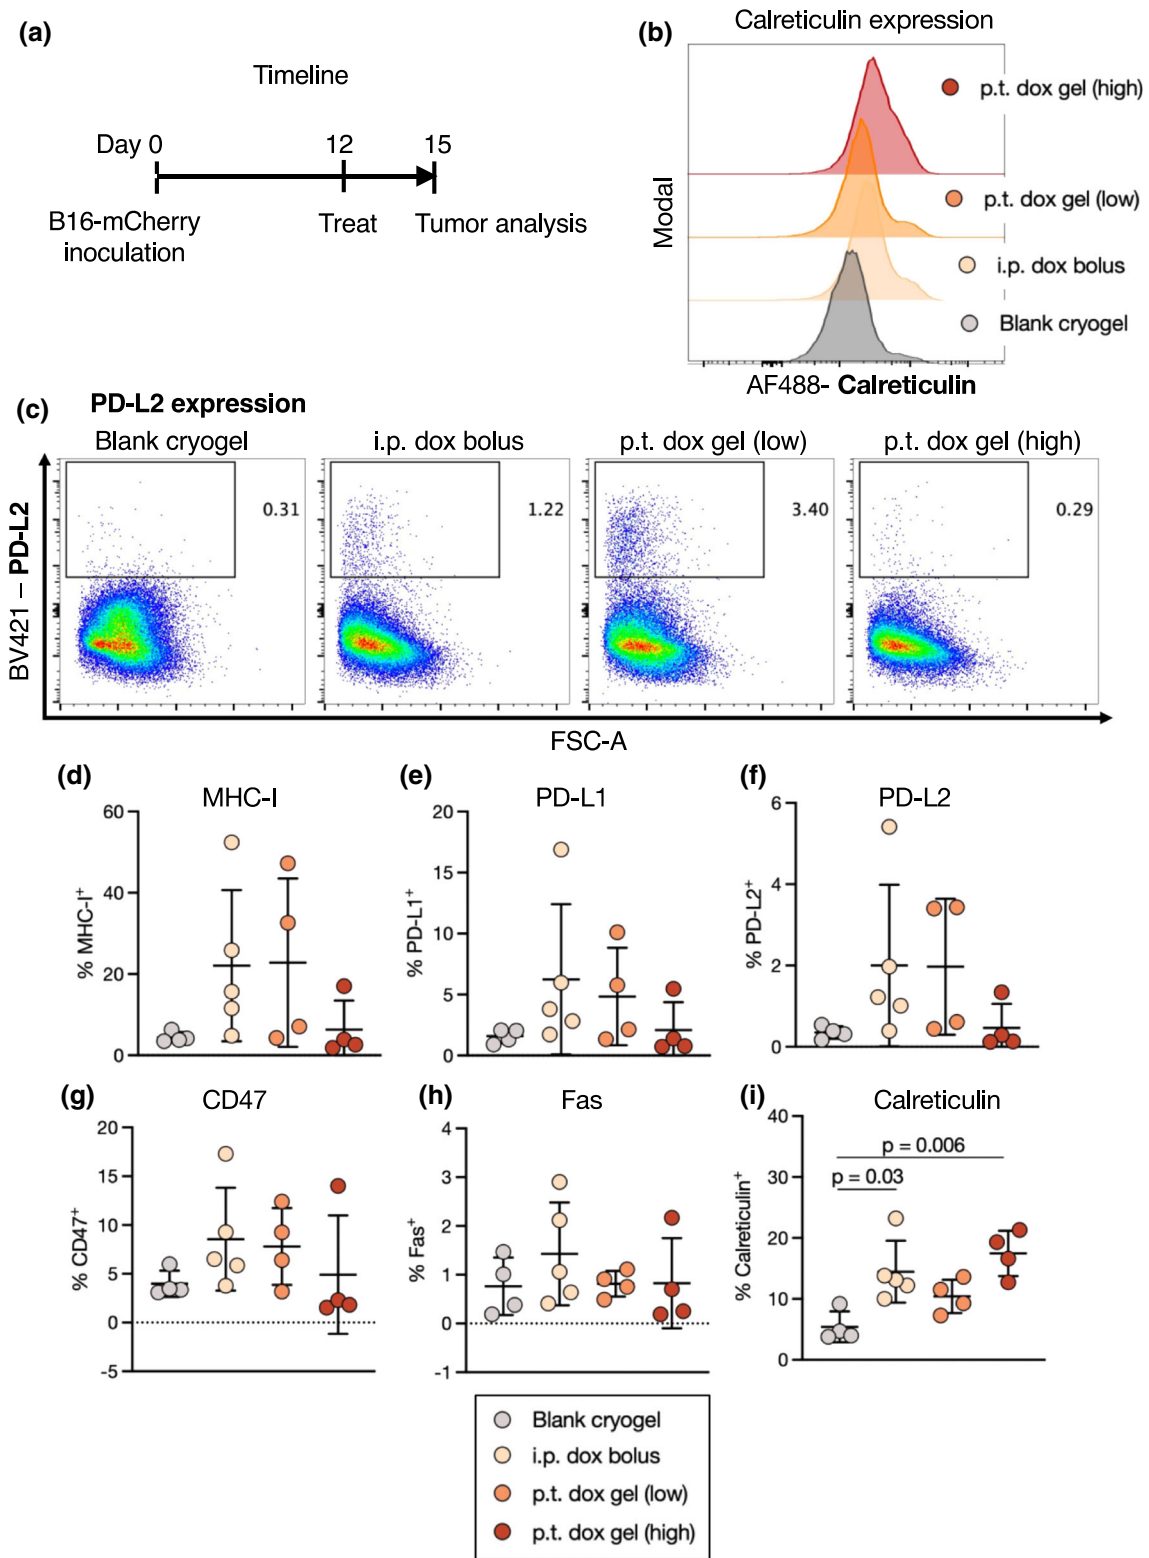 (a)
Timeline
Day 0
12
15
B16-mCherry
inoculation
Treat
Tumor analysis
(b)
Calreticulin expression
Modal
p.t. dox gel (high)
p.t. dox gel (low)
i.p. dox bolus
Blank cryogel
AF488- Calreticulin
(c)
PD-L2 expression
Blank cryogel
i.p. dox bolus
p.t. dox gel (low)
p.t. dox gel (high)
BV421 – PD-L2
0.31
1.22
3.40
0.29
FSC-A
(d)
MHC-I
% MHC-I+
60
40
20
0
(e)
PD-L1
% PD-L1+
20
15
10
5
0
(f)
PD-L2
% PD-L2+
6
4
2
0
(g)
CD47
% CD47+
20
15
10
5
0
-5
(h)
Fas
% Fas+
4
3
2
1
0
-1
(i)
Calreticulin
% Calreticulin+
40
30
20
10
0
p = 0.006
p = 0.03
Blank cryogel
i.p. dox bolus
p.t. dox gel (low)
p.t. dox gel (high)